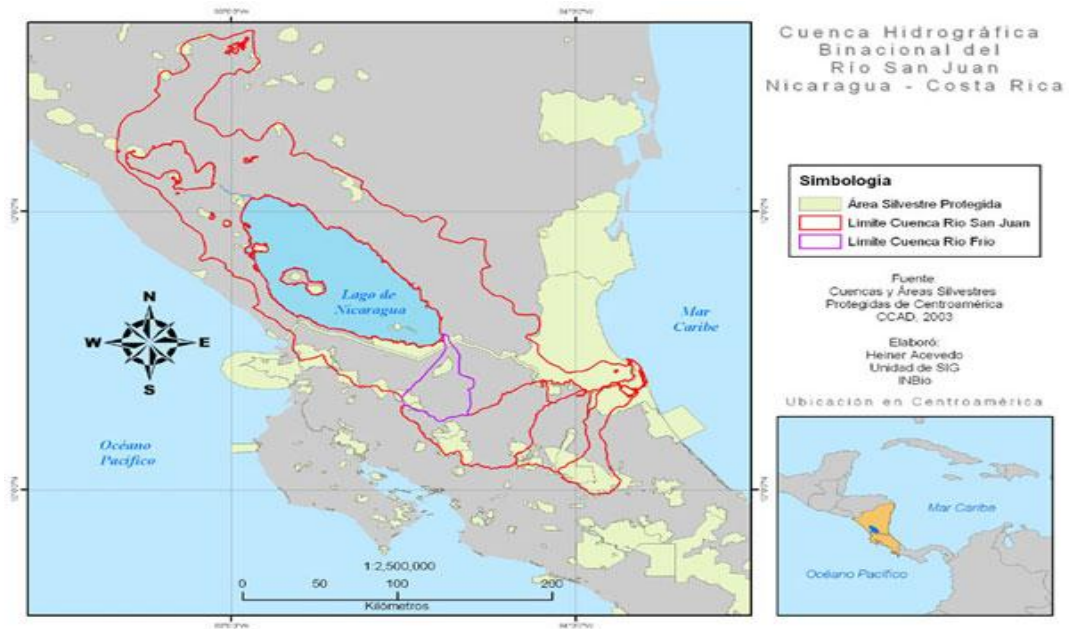 Cuenca Hidrográfica
Binacional del
Río San Juan
Nicaragua - Costa Rica
Simbología
Área Silvestre Protegida
Limite Cuenca Rio San Juan
Limite Cuenca Rio Frio
Fuente
Cuencas y Áreas Silvestres
Protegidas de Centroamérica
CCAD, 2003
Elaboró:
Heiner Acevedo
Unidad de SIG
INBio
Ubicación en Centroamérica
Mar Caribe
Océano Pacífico
Lago de
Nicaragua
Mar
Caribe
N
W
E
S
Océano
Pacífico
1:2,500,000
0 50 100 200
Kilómetros